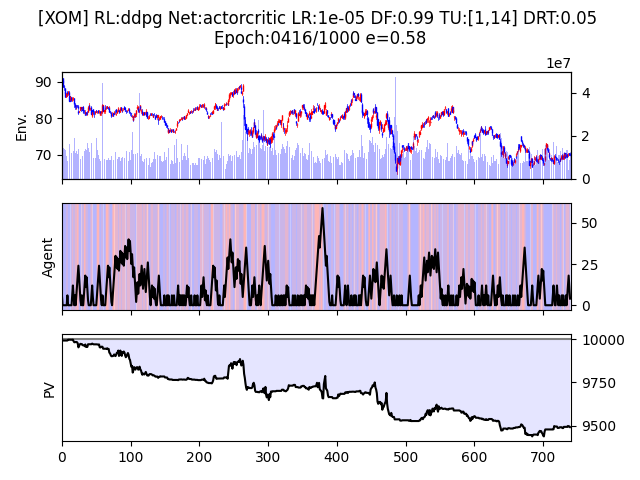 [XOM] RL:ddpg Net:actorcritic LR:1e-05 DF:0.99 TU:[1,14] DRT:0.05
Epoch:0416/1000 e=0.58
1e7
Env.
90
80
70
4
2
0
Agent
50
25
0
PV
10000
9750
9500
0 100 200 300 400 500 600 700